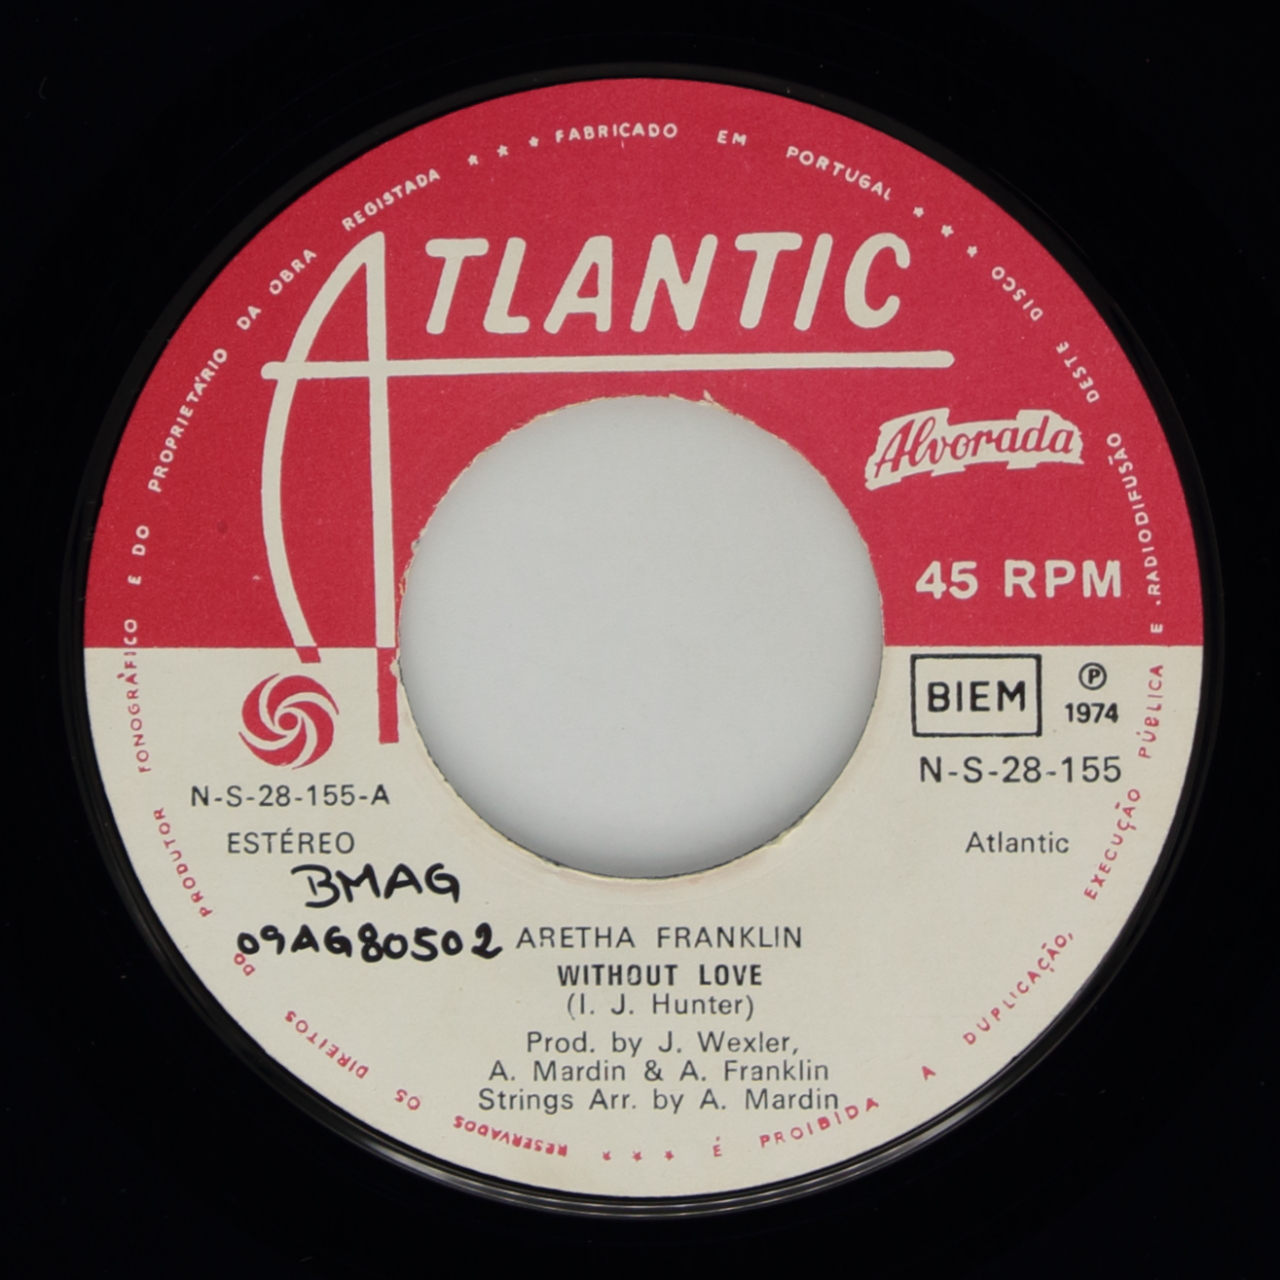 FABRICADO EM PORTUGAL * * * DISCO DESTE RADIODIFUSÃO E EXECUÇÃO PÚBLICA E . A DUPLICAÇÃO, É PROIBIDA * * * RESERVADOS OS DIREITOS DO PRODUTOR FONOGRÁFICO E DO PROPRIETÁRIO DA OBRA REGISTADA * * *
ATLANTIC
Alvorada
45 RPM
BIEM
℗
1974
N-S-28-155
N-S-28-155-A
ESTÉREO
Atlantic
BMAG
09AG80502
ARETHA FRANKLIN
WITHOUT LOVE
(I. J. Hunter)
Prod. by J. Wexler,
A. Mardin & A. Franklin
Strings Arr. by A. Mardin